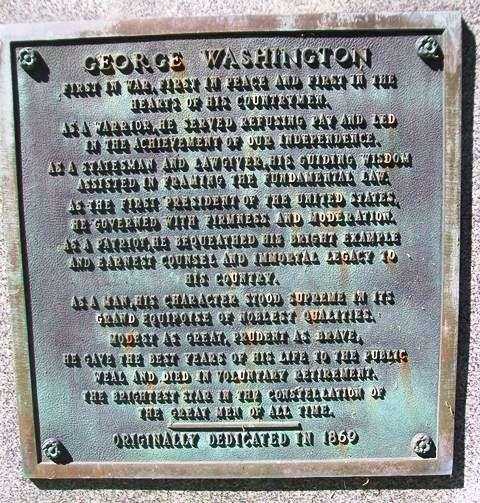 GEORGE WASHINGTON
FIRST IN WAR, FIRST IN PEACE AND FIRST IN THE
HEARTS OF HIS COUNTRYMEN.
AS A WARRIOR, HE SERVED REFUSING PAY AND LED
IN THE ACHIEVEMENT OF OUR INDEPENDENCE.
AS A STATESMAN AND LAWGIVER, HIS GUIDING WISDOM
ASSISTED IN FRAMING THE FUNDAMENTAL LAW.
AS THE FIRST PRESIDENT OF THE UNITED STATES,
HE GOVERNED WITH FIRMNESS AND MODERATION.
AS A PATRIOT, HE BEQUEATHED HIS BRIGHT EXAMPLE
AND EARNEST COUNSEL AND IMMORTAL LEGACY TO
HIS COUNTRY.
AS A MAN, HIS CHARACTER STOOD SUPREME IN ITS
GRAND EQUIPOISE OF NOBLEST QUALITIES.
MODEST AS GREAT, PRUDENT AS BRAVE,
HE GAVE THE BEST YEARS OF HIS LIFE TO THE PUBLIC
WEAL AND DIED IN VOLUNTARY RETIREMENT.
THE BRIGHTEST STAR IN THE CONSTELLATION OF
THE GREAT MEN OF ALL TIME.
ORIGINALLY DEDICATED IN 1869